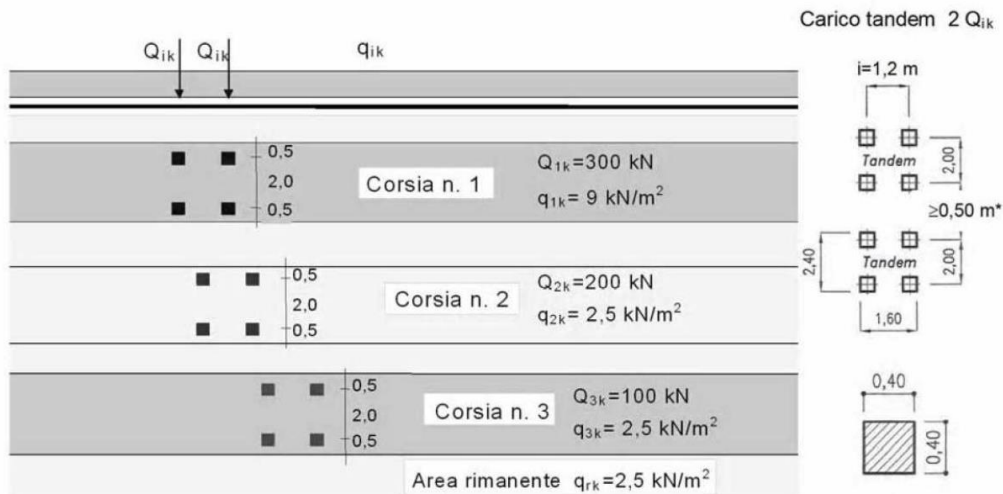 Carico tandem 2 Qik
Qik Qik qik
i=1,2 m
0,5
2,0
0,5
Corsia n. 1
Q1k=300 kN
q1k= 9 kN/m²
Tandem
2,00
≥0,50 m*
0,5
2,0
0,5
Corsia n. 2
Q2k=200 kN
q2k= 2,5 kN/m²
2,40
Tandem
2,00
1,60
0,5
2,0
0,5
Corsia n. 3
Q3k=100 kN
q3k= 2,5 kN/m²
0,40
0,40
Area rimanente qrk=2,5 kN/m²